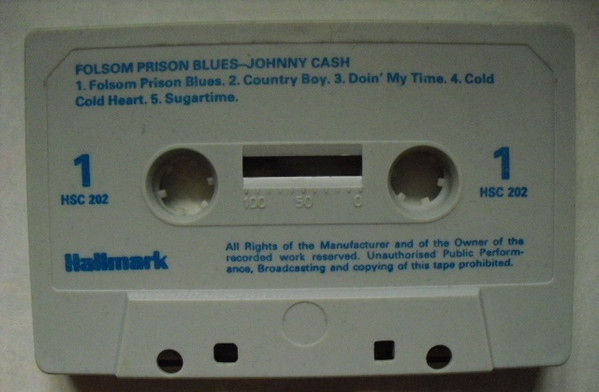 FOLSOM PRISON BLUES—JOHNNY CASH
1. Folsom Prison Blues. 2. Country Boy. 3. Doin' My Time. 4. Cold
Cold Heart. 5. Sugartime.
1
HSC 202
1
HSC 202
100 50 0
Hallmark
All Rights of the Manufacturer and of the Owner of the
recorded work reserved. Unauthorised Public Perform-
ance, Broadcasting and copying of this tape prohibited.